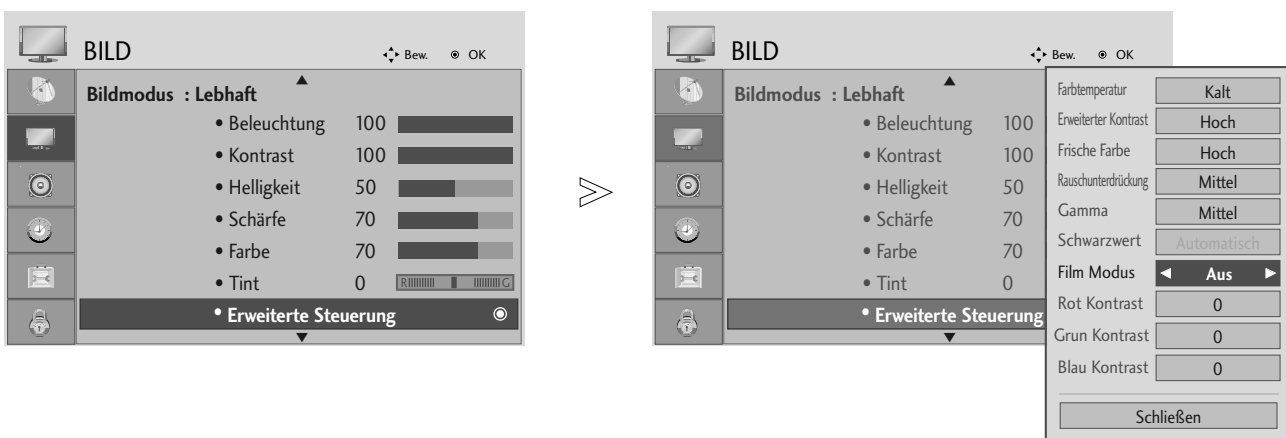 BILD
Bew. OK
Bildmodus : Lebhaft
• Beleuchtung 100
• Kontrast 100
• Helligkeit 50
• Schärfe 70
• Farbe 70
• Tint 0 R G
• Erweiterte Steuerung
BILD
Bew. OK
Bildmodus : Lebhaft
• Beleuchtung 100
• Kontrast 100
• Helligkeit 50
• Schärfe 70
• Farbe 70
• Tint 0
• Erweiterte Steuerung
Farbtemperatur Kalt
Erweiterter Kontrast Hoch
Frische Farbe Hoch
Rauschunterdrückung Mittel
Gamma Mittel
Schwarzwert Automatisch
Film Modus ◀ Aus ▶
Rot Kontrast 0
Grun Kontrast 0
Blau Kontrast 0
Schließen